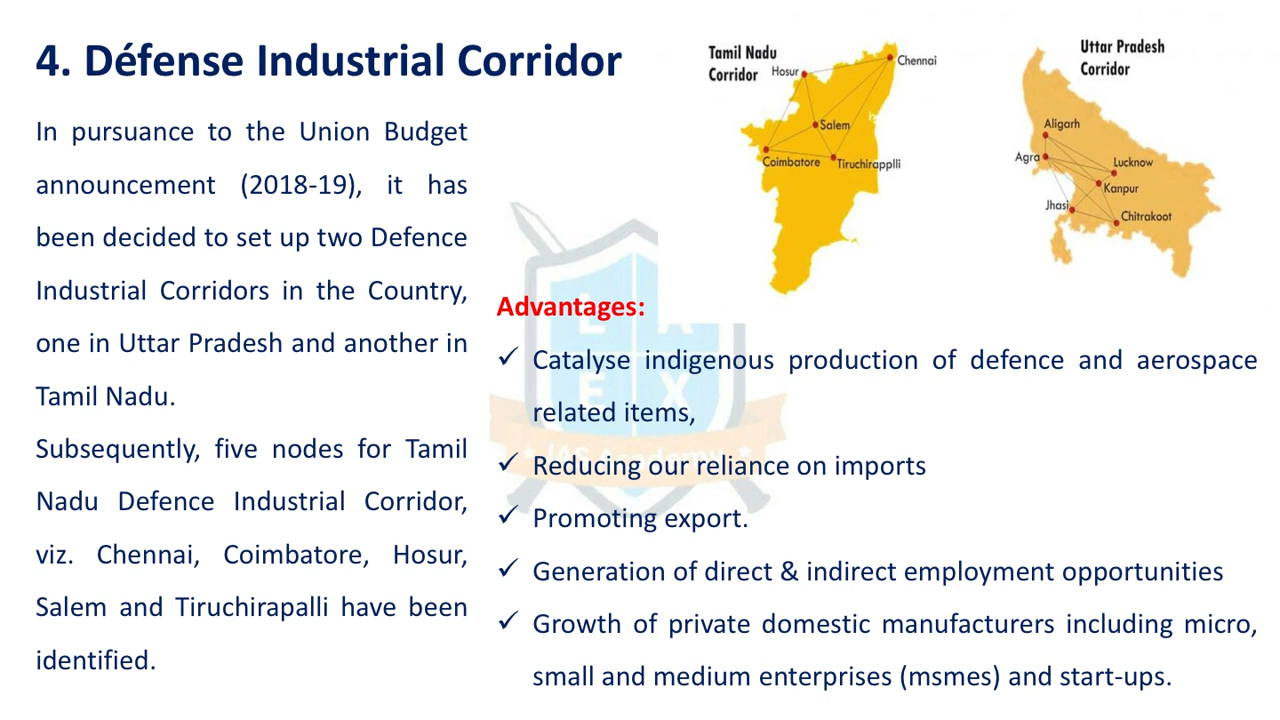 4. Défense Industrial Corridor
In pursuance to the Union Budget
announcement (2018-19), it has
been decided to set up two Defence
Industrial Corridors in the Country,
one in Uttar Pradesh and another in
Tamil Nadu.
Subsequently, five nodes for Tamil
Nadu Defence Industrial Corridor,
viz. Chennai, Coimbatore, Hosur,
Salem and Tiruchirapalli have been
identified.
Tamil Nadu
Corridor
Hosur
Chennai
Salem
Coimbatore
Tiruchirapplli
Uttar Pradesh
Corridor
Aligarh
Agra
Lucknow
Kanpur
Jhasi
Chitrakoot
Advantages:
✓ Catalyse indigenous production of defence and aerospace
related items,
✓ Reducing our reliance on imports
✓ Promoting export.
✓ Generation of direct & indirect employment opportunities
✓ Growth of private domestic manufacturers including micro,
small and medium enterprises (msmes) and start-ups.
L A
E X
IAS Academy